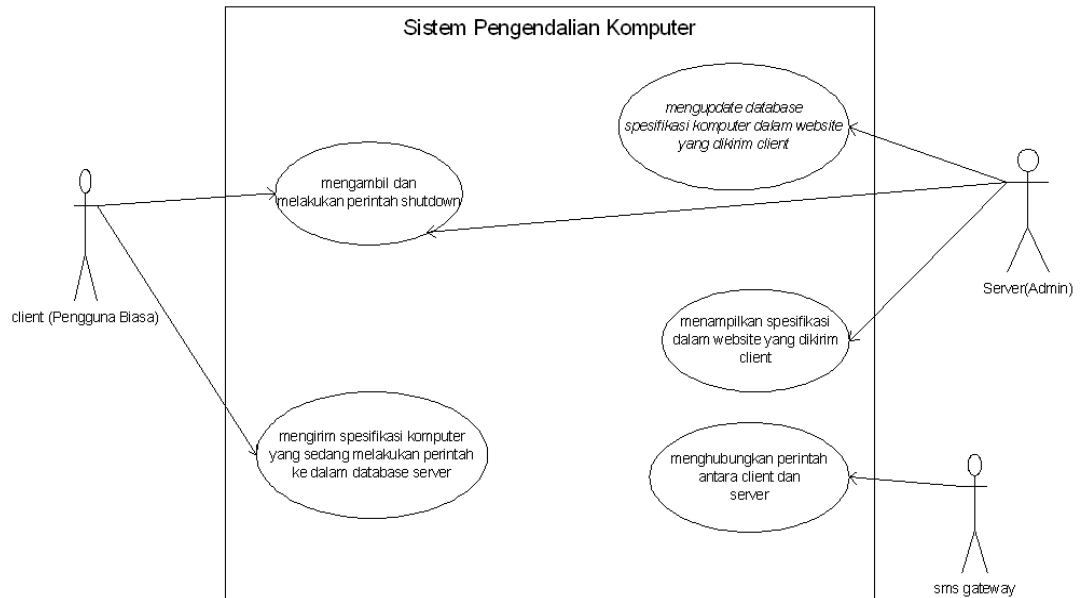 Sistem Pengendalian Komputer
mengupdate database
spesifikasi komputer dalam website
yang dikirim client
mengambil dan
melakukan perintah shutdown
client (Pengguna Biasa)
Server(Admin)
menampilkan spesifikasi
dalam website yang dikirim
client
mengirim spesifikasi komputer
yang sedang melakukan perintah
ke dalam database server
menghubungkan perintah
antara client dan
server
sms gateway